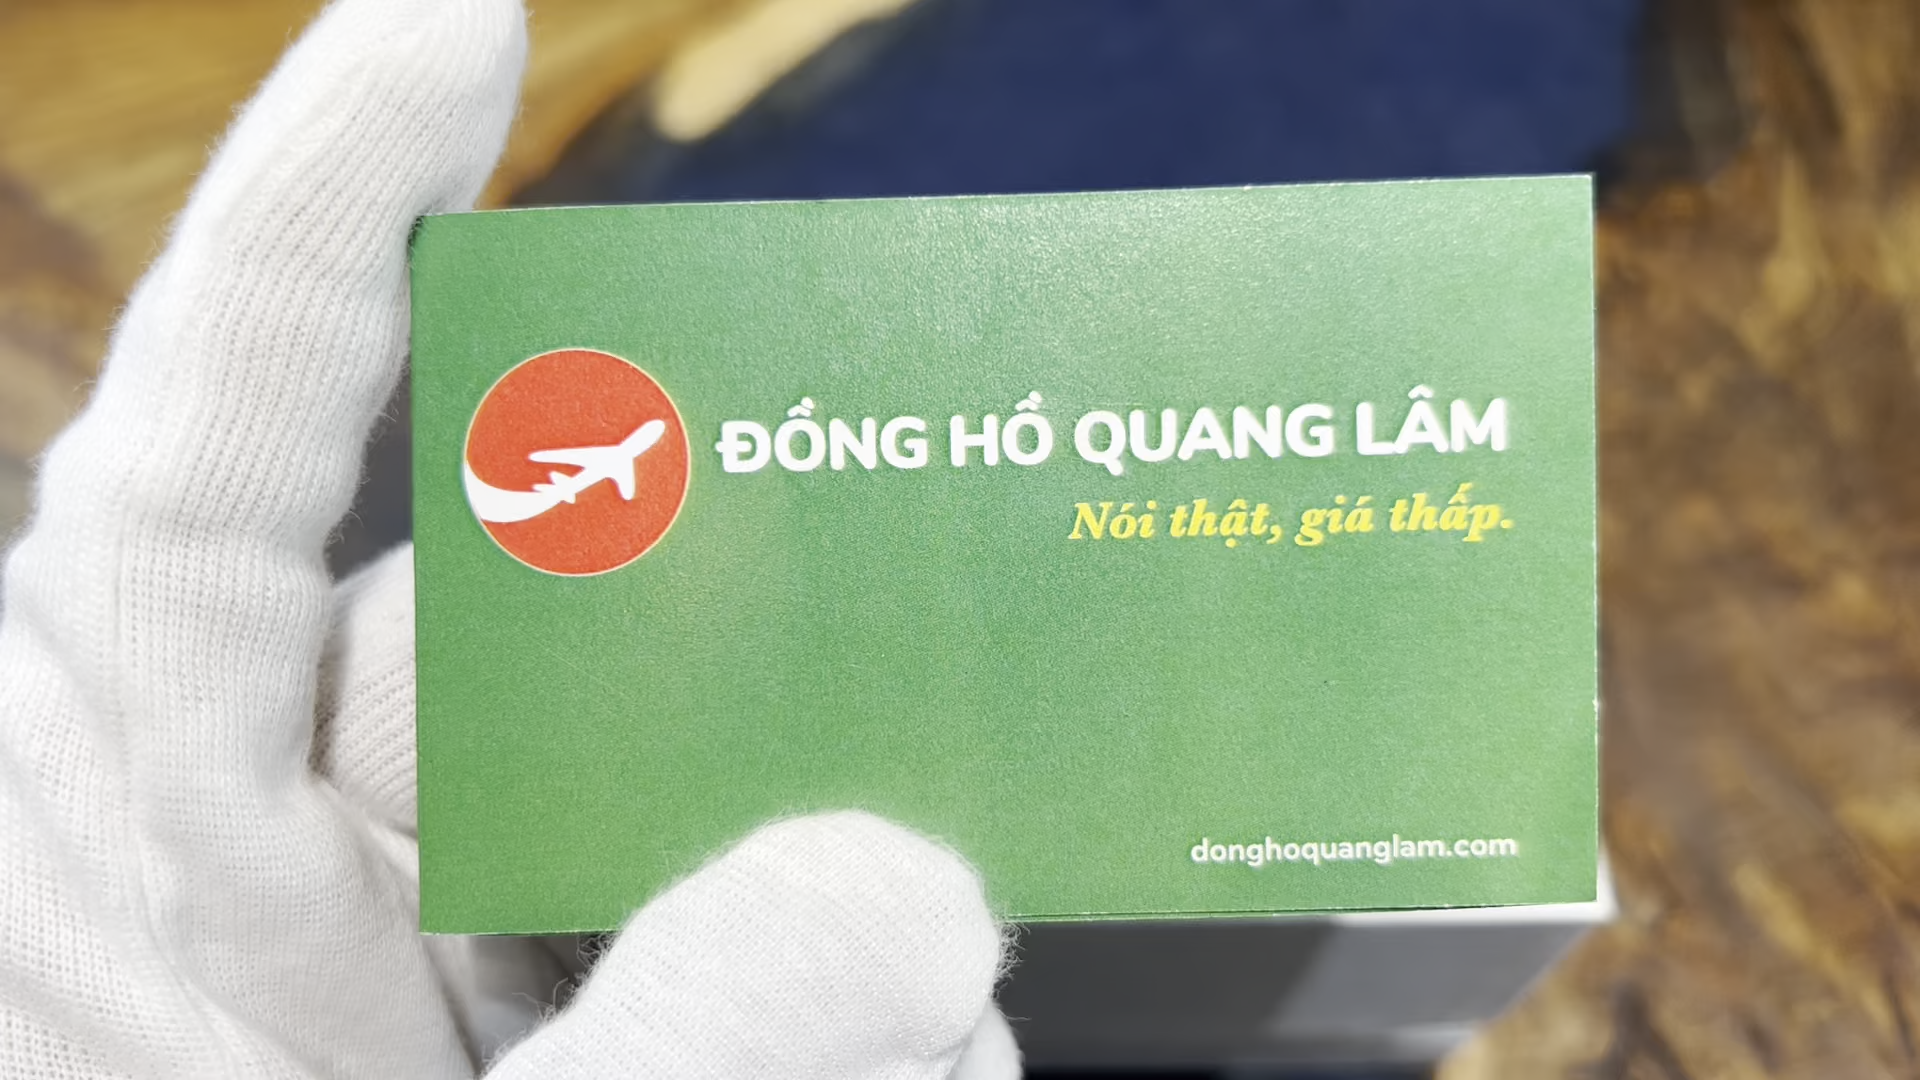 ĐỒNG HỒ QUANG LÂM
Nói thật, giá thấp.
donghoquanglam.com